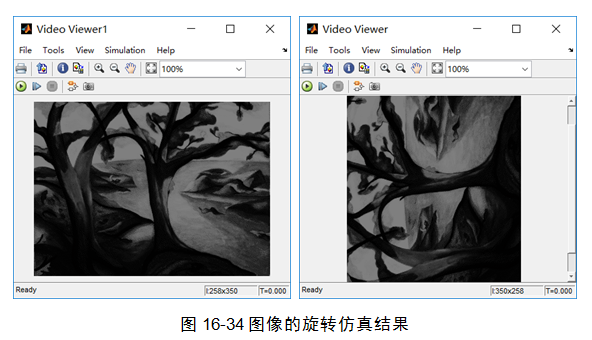 Video Viewer1
File Tools View Simulation Help
100%
Ready I:258x350 T=0.000
Video Viewer
File Tools View Simulation Help
100%
Ready I:350x258 T=0.000
图 16-34 图像的旋转仿真结果